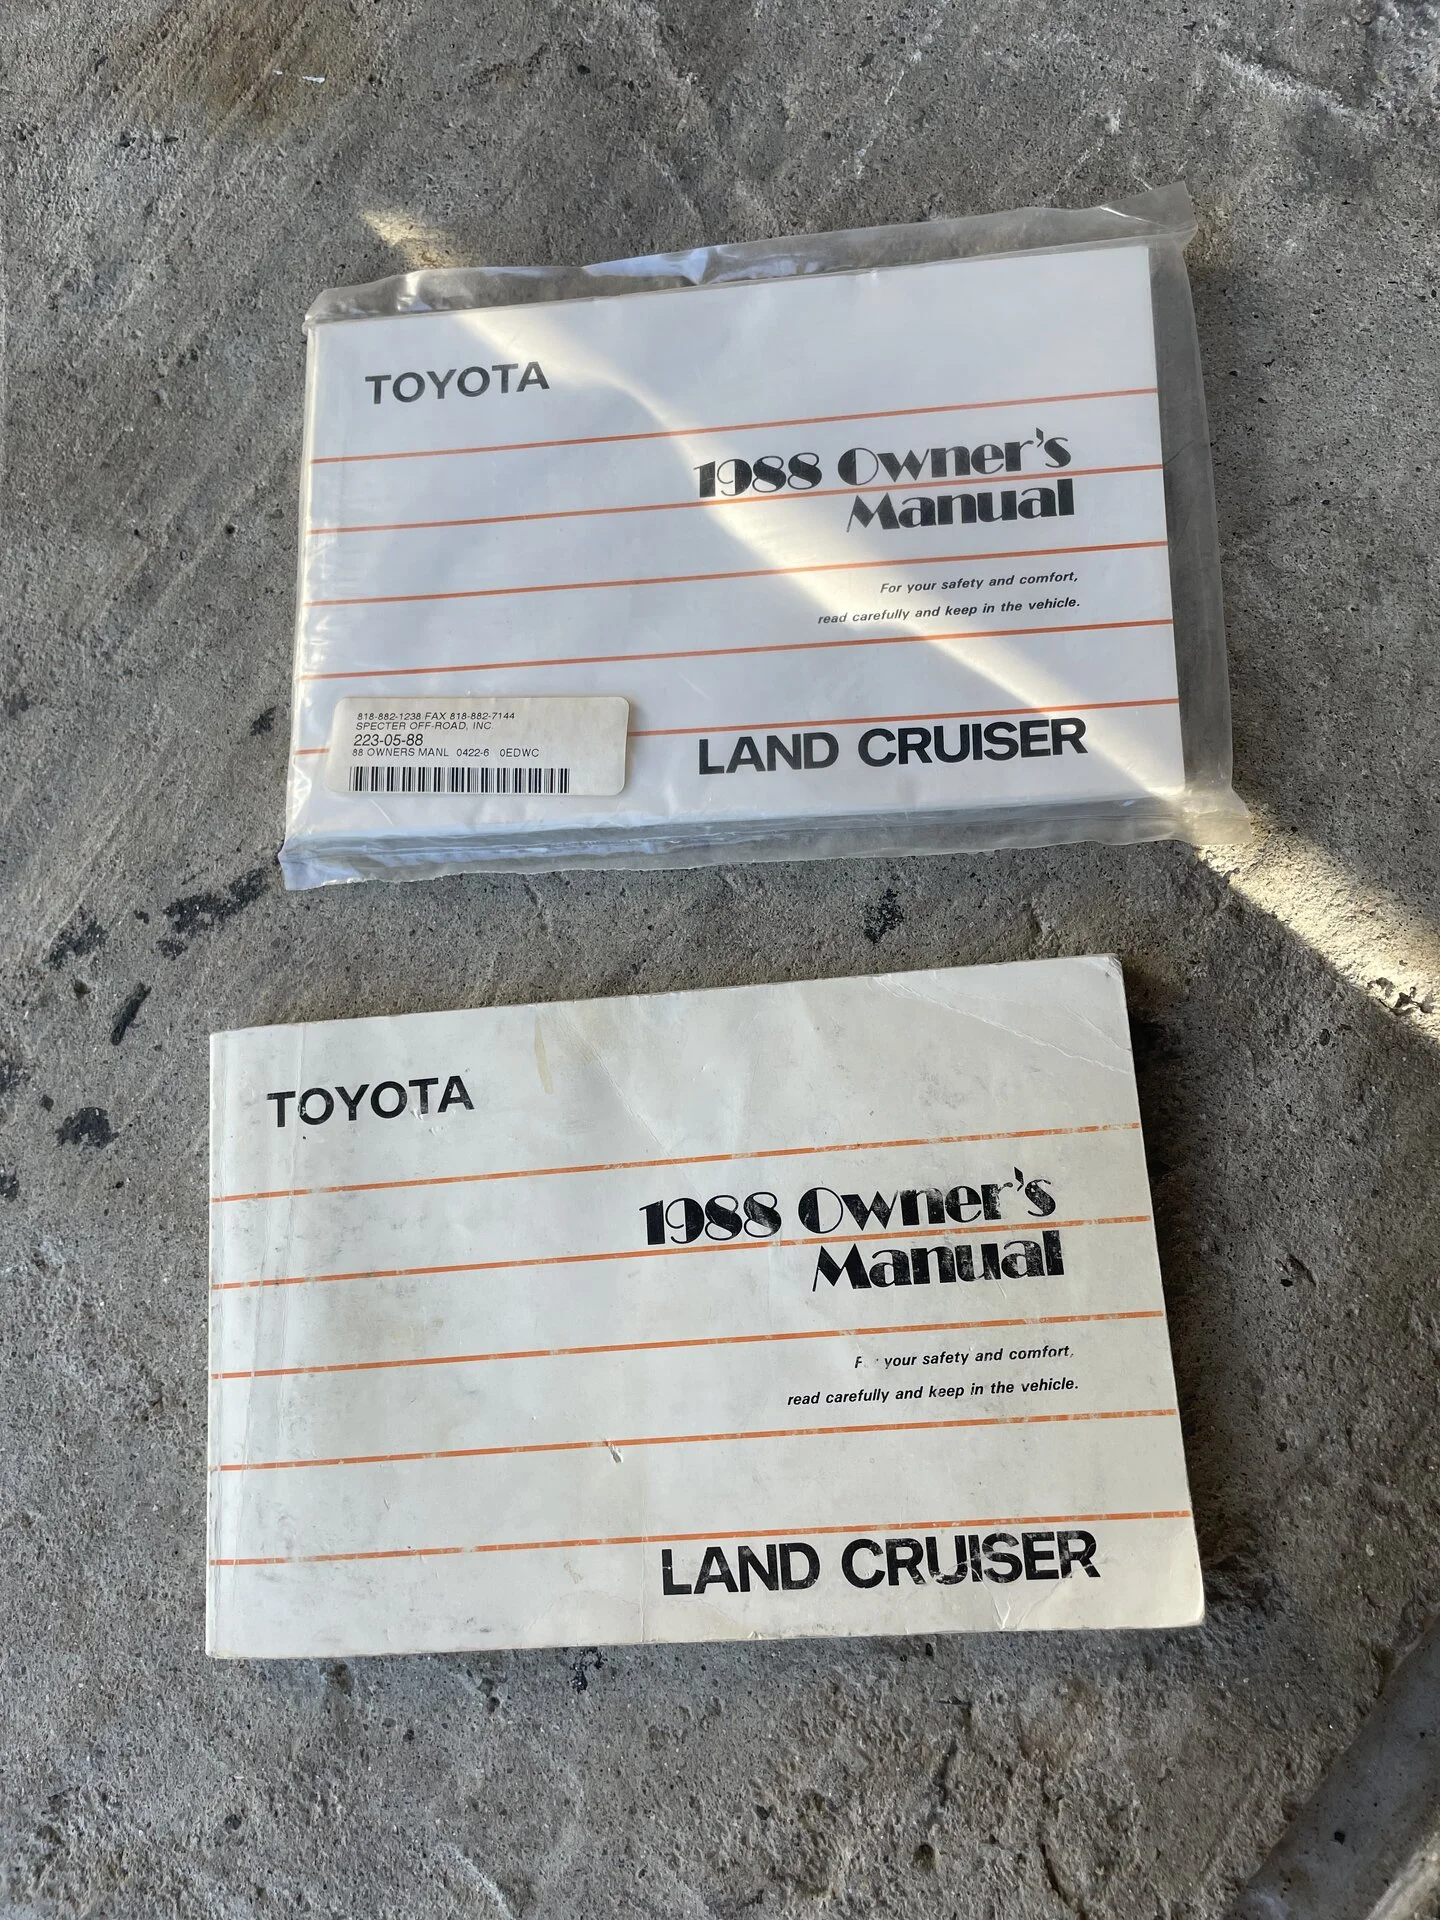 TOYOTA
1988 Owner's
Manual
For your safety and comfort,
read carefully and keep in the vehicle.
818-882-1238 FAX 818-882-7144
SPECTER OFF-ROAD, INC.
223-05-88
88 OWNERS MANL 0422-6 0EDWC
LAND CRUISER
TOYOTA
1988 Owner's
Manual
your safety and comfort,
read carefully and keep in the vehicle.
LAND CRUISER